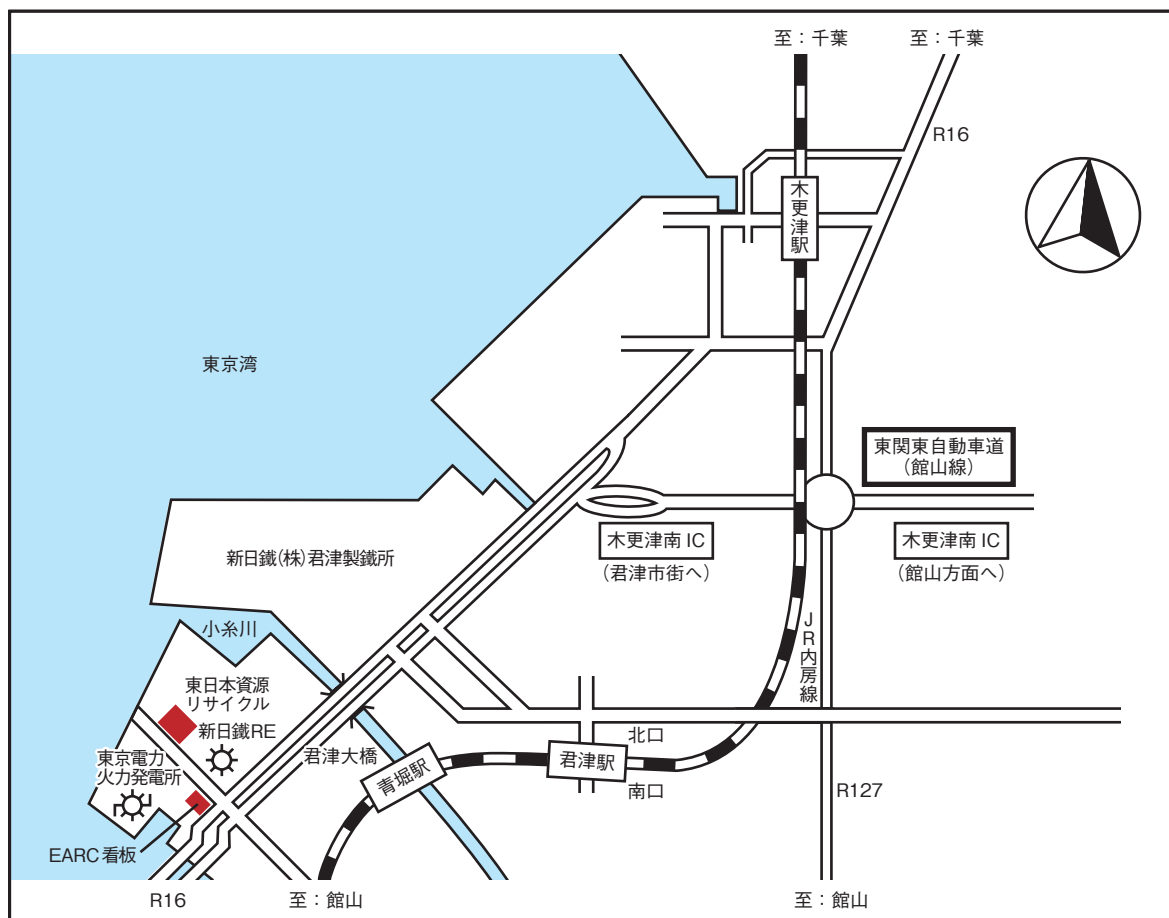 至：千葉
至：千葉
R16
木更津駅
東京湾
東関東自動車道
（館山線）
木更津南 IC
（君津市街へ）
木更津南 IC
（館山方面へ）
新日鐵(株)君津製鐵所
小糸川
JR内房線
東日本資源
リサイクル
新日鐵RE
君津大橋
北口
君津駅
南口
青堀駅
東京電力
火力発電所
R127
EARC看板
R16
至：館山
至：館山